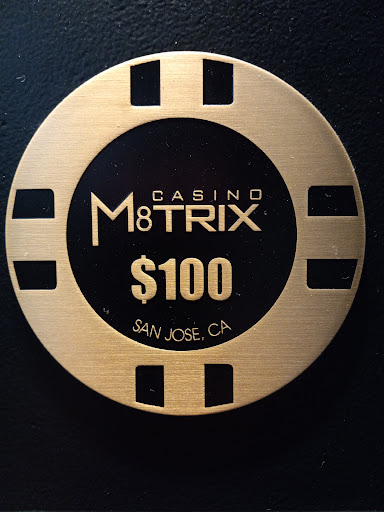 CASINO
M8TRIX
$100
SAN JOSE, CA